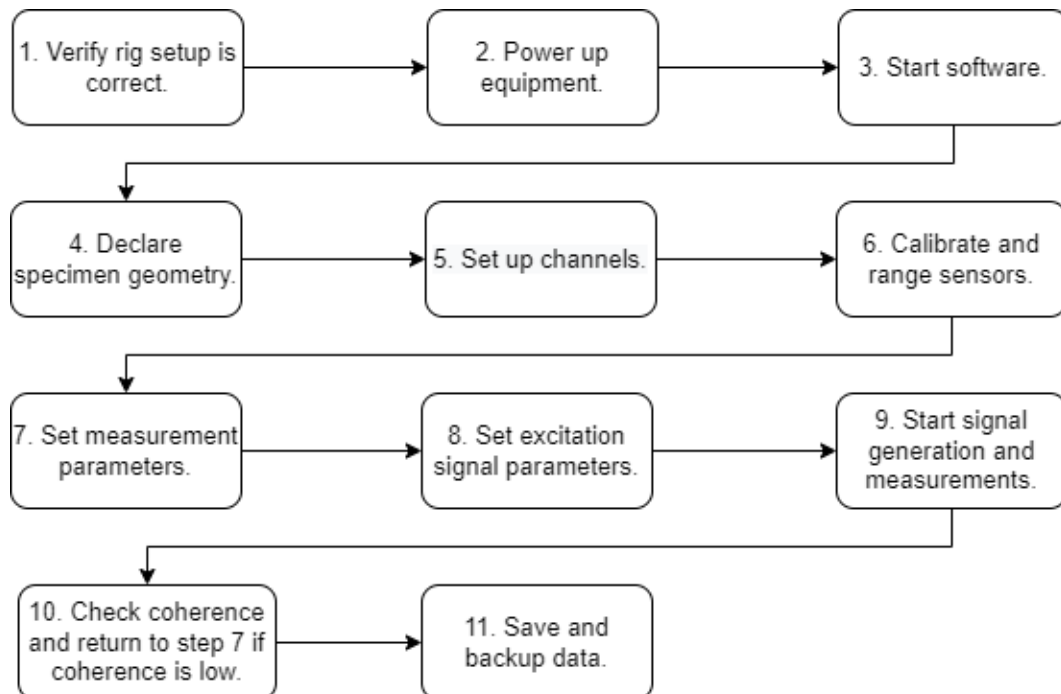 1. Verify rig setup is
correct.
2. Power up
equipment.
3. Start software.
4. Declare
specimen geometry.
5. Set up channels.
6. Calibrate and
range sensors.
7. Set measurement
parameters.
8. Set excitation
signal parameters.
9. Start signal
generation and
measurements.
10. Check coherence
and return to step 7 if
coherence is low.
11. Save and
backup data.